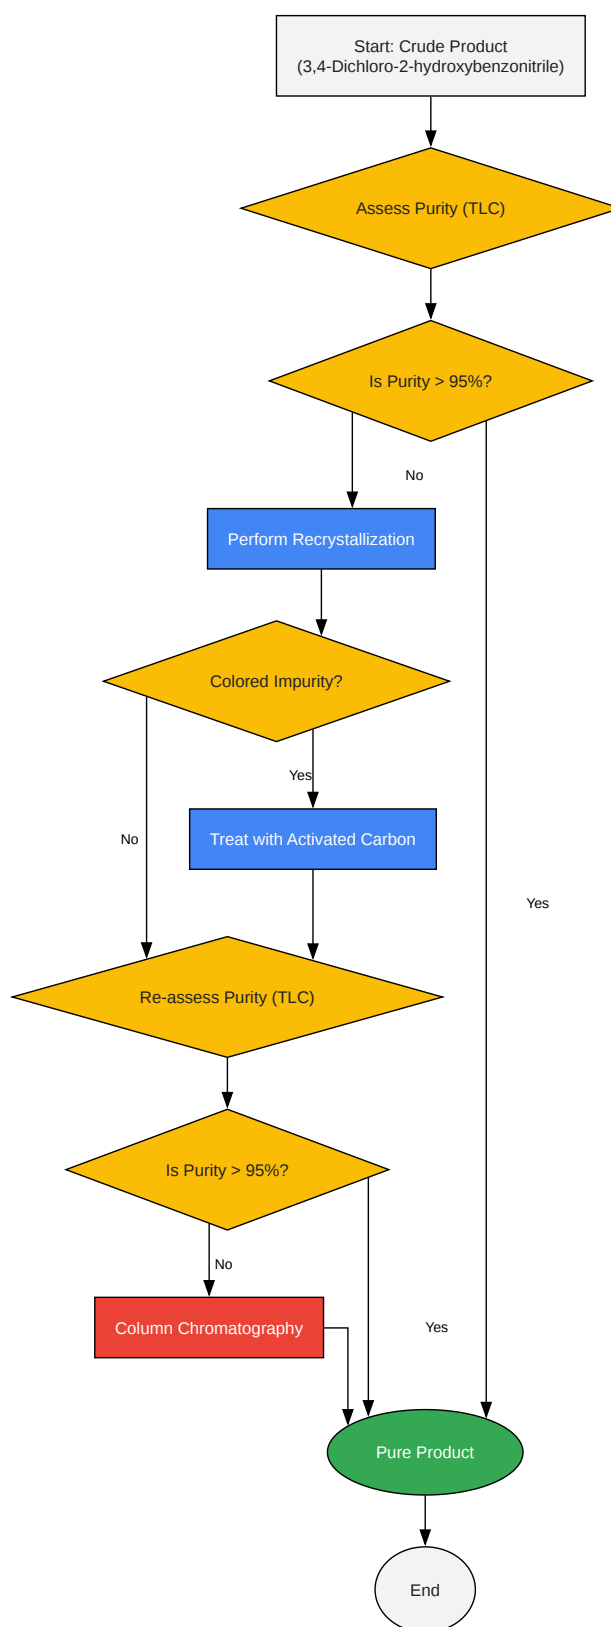 Start: Crude Product
(3,4-Dichloro-2-hydroxybenzonitrile)
Assess Purity (TLC)
Is Purity > 95%?
No
Perform Recrystallization
Colored Impurity?
Yes
No
Treat with Activated Carbon
Yes
Re-assess Purity (TLC)
Is Purity > 95%?
No
Column Chromatography
Yes
Pure Product
End